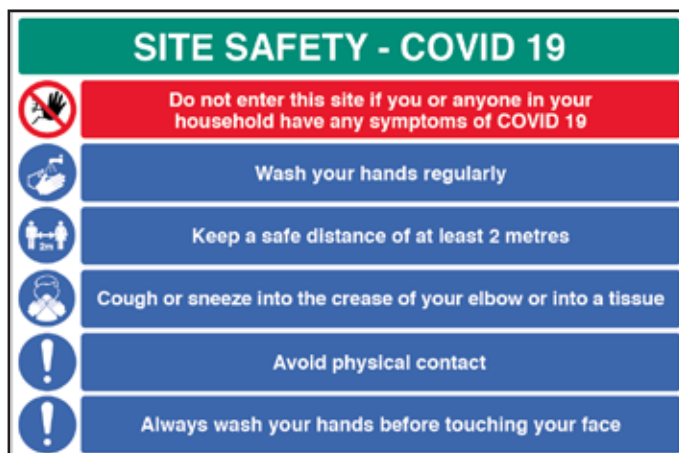 SITE SAFETY - COVID 19
Do not enter this site if you or anyone in your
household have any symptoms of COVID 19
Wash your hands regularly
2m
Keep a safe distance of at least 2 metres
Cough or sneeze into the crease of your elbow or into a tissue
Avoid physical contact
Always wash your hands before touching your face